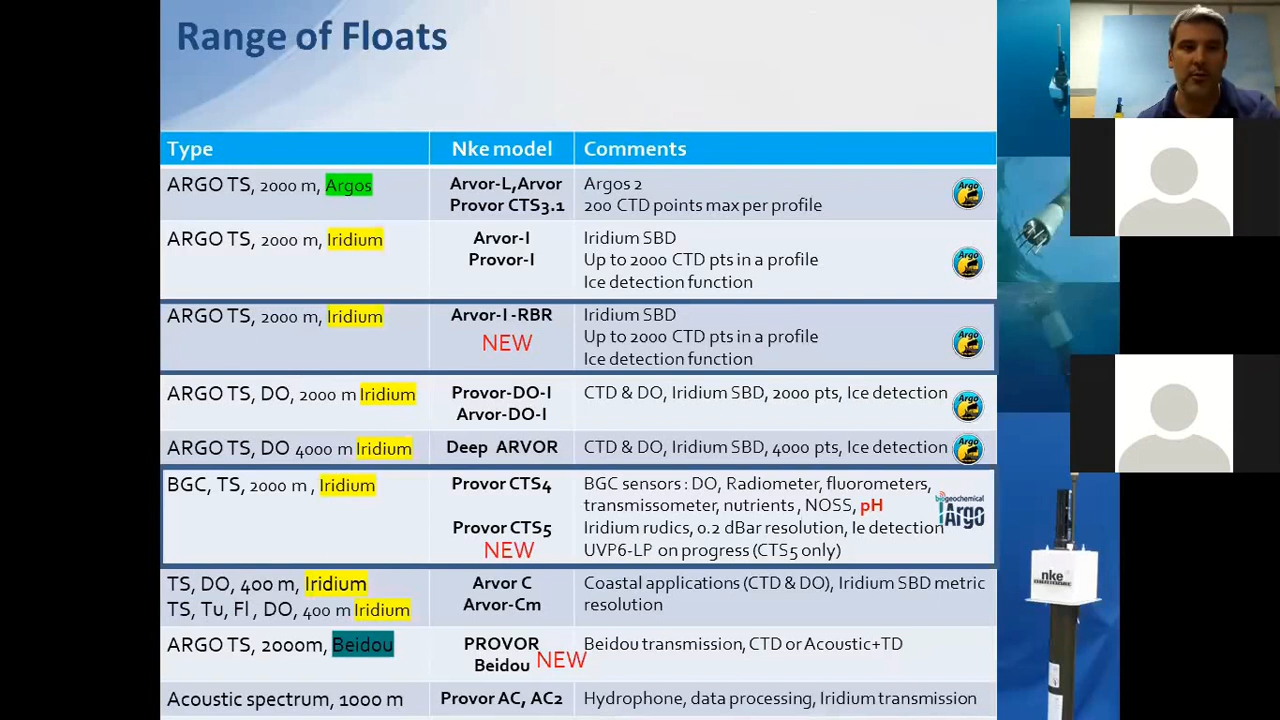 Range of Floats
Type Nke model Comments
ARGO TS, 2000 m, Argos
Arvor-L,Arvor
Provor CTS3.1
Argos 2
200 CTD points max per profile
Argo
ARGO TS, 2000 m, Iridium
Arvor-I
Provor-I
Iridium SBD
Up to 2000 CTD pts in a profile
Ice detection function
Argo
ARGO TS, 2000 m, Iridium
Arvor-I -RBR
NEW
Iridium SBD
Up to 2000 CTD pts in a profile
Ice detection function
Argo
ARGO TS, DO, 2000 m Iridium
Provor-DO-I
Arvor-DO-I
CTD & DO, Iridium SBD, 2000 pts, Ice detection
Argo
ARGO TS, DO 4000 m Iridium
Deep ARVOR
CTD & DO, Iridium SBD, 4000 pts, Ice detection
Argo
BGC, TS, 2000 m , Iridium
Provor CTS4
Provor CTS5
NEW
BGC sensors : DO, Radiometer, fluorometers,
transmissometer, nutrients , NOSS, pH
Iridium rudics, 0.2 dBar resolution, Ie detection
UVP6-LP on progress (CTS5 only)
biogeochemical
Argo
TS, DO, 400 m, Iridium
TS, Tu, Fl , DO, 400 m Iridium
Arvor C
Arvor-Cm
Coastal applications (CTD & DO), Iridium SBD metric
resolution
ARGO TS, 2000m, Beidou
PROVOR
Beidou NEW
Beidou transmission, CTD or Acoustic+TD
Acoustic spectrum, 1000 m
Provor AC, AC2
Hydrophone, data processing, Iridium transmission
nke